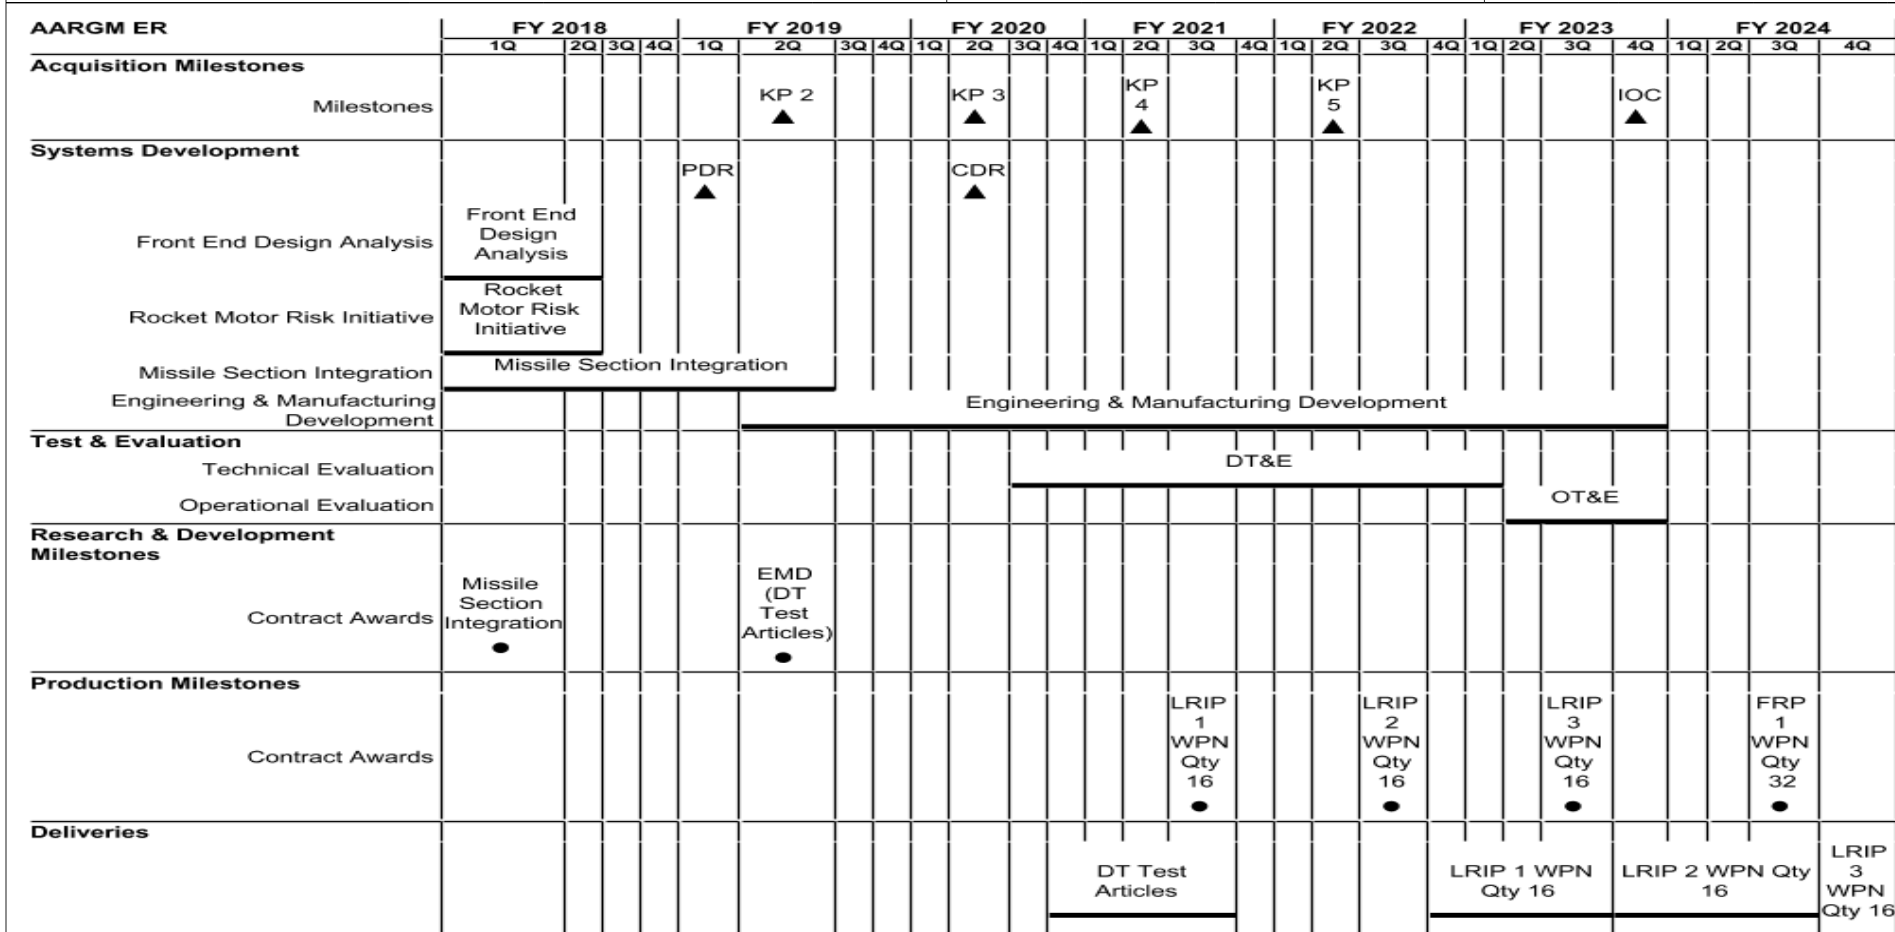 AARGM ER FY 2018 FY 2019 FY 2020 FY 2021 FY 2022 FY 2023 FY 2024
1Q 2Q 3Q 4Q 1Q 2Q 3Q 4Q 1Q 2Q 3Q 4Q 1Q 2Q 3Q 4Q 1Q 2Q 3Q 4Q 1Q 2Q 3Q 4Q 1Q 2Q 3Q 4Q
Acquisition Milestones
Milestones
KP 2
KP 3
KP
4
KP
5
IOC
Systems Development
PDR
CDR
Front End Design Analysis
Front End
Design
Analysis
Rocket Motor Risk Initiative
Rocket
Motor Risk
Initiative
Missile Section Integration
Missile Section Integration
Engineering & Manufacturing
Development
Engineering & Manufacturing Development
Test & Evaluation
Technical Evaluation
DT&E
Operational Evaluation
OT&E
Research & Development
Milestones
Contract Awards
Missile
Section
Integration
EMD
(DT
Test
Articles)
Production Milestones
Contract Awards
LRIP
1
WPN
Qty
16
LRIP
2
WPN
Qty
16
LRIP
3
WPN
Qty
16
FRP
1
WPN
Qty
32
Deliveries
DT Test
Articles
LRIP 1 WPN
Qty 16
LRIP 2 WPN Qty
16
LRIP
3
WPN
Qty 16